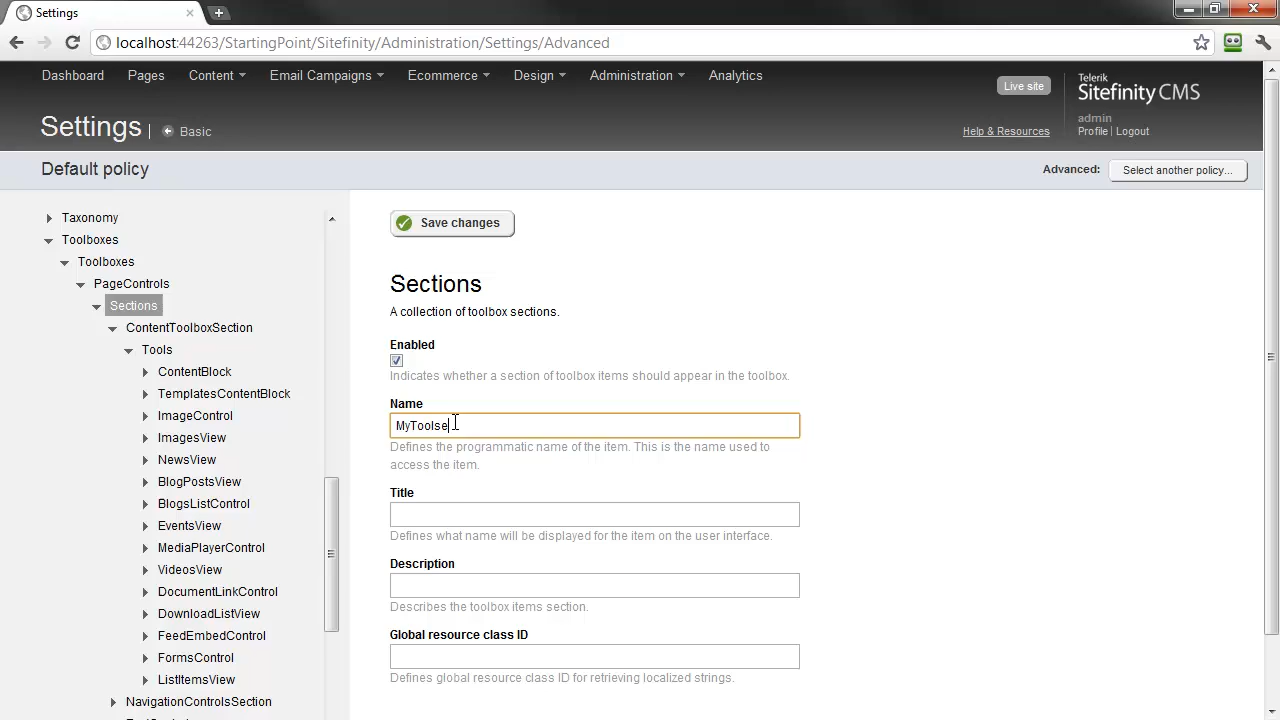 Settings
localhost:44263/StartingPoint/Sitefinity/Administration/Settings/Advanced
Dashboard Pages Content Email Campaigns Ecommerce Design Administration Analytics
Live site
Telerik
Sitefinity CMS
admin
Profile | Logout
Settings | Basic
Help & Resources
Default policy
Advanced: Select another policy...
Taxonomy
Toolboxes
Toolboxes
PageControls
Sections
ContentToolboxSection
Tools
ContentBlock
TemplatesContentBlock
ImageControl
ImagesView
NewsView
BlogPostsView
BlogsListControl
EventsView
MediaPlayerControl
VideosView
DocumentLinkControl
DownloadListView
FeedEmbedControl
FormsControl
ListItemsView
NavigationControlsSection
Save changes
Sections
A collection of toolbox sections.
Enabled
Indicates whether a section of toolbox items should appear in the toolbox.
Name
MyToolse
Defines the programmatic name of the item. This is the name used to
access the item.
Title
Defines what name will be displayed for the item on the user interface.
Description
Describes the toolbox items section.
Global resource class ID
Defines global resource class ID for retrieving localized strings.